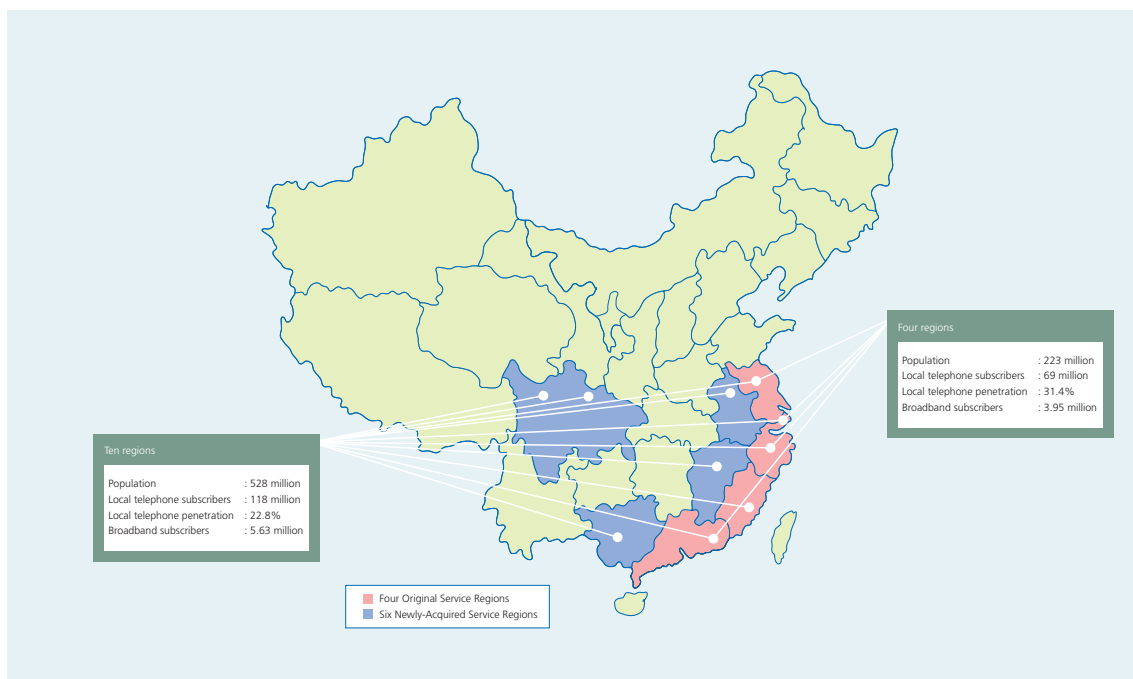 Four regions
Population : 223 million
Local telephone subscribers : 69 million
Local telephone penetration : 31.4%
Broadband subscribers : 3.95 million
Ten regions
Population : 528 million
Local telephone subscribers : 118 million
Local telephone penetration : 22.8%
Broadband subscribers : 5.63 million
Four Original Service Regions
Six Newly-Acquired Service Regions